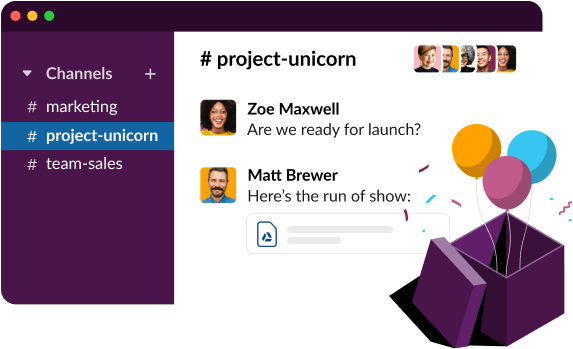 Channels +
# marketing
# project-unicorn
# team-sales
# project-unicorn
Zoe Maxwell
Are we ready for launch?
Matt Brewer
Here’s the run of show: